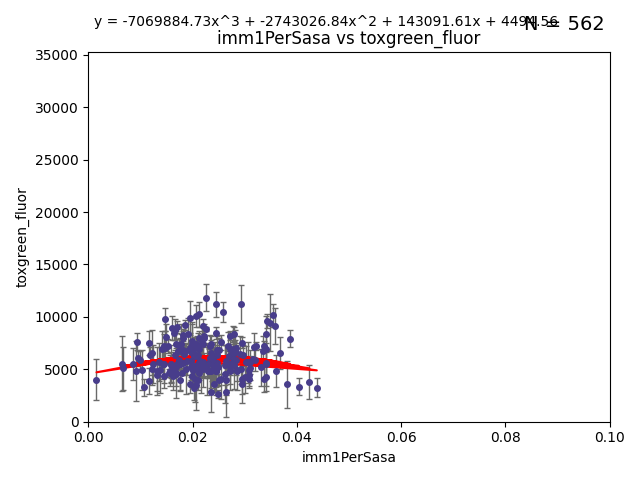 y = -7069884.73x^3 + -2743026.84x^2 + 143091.61x + 4494.56
N = 562
imm1PerSasa vs toxgreen_fluor
35000
30000
25000
20000
15000
10000
5000
0
toxgreen_fluor
0.00 0.02 0.04 0.06 0.08 0.10
imm1PerSasa